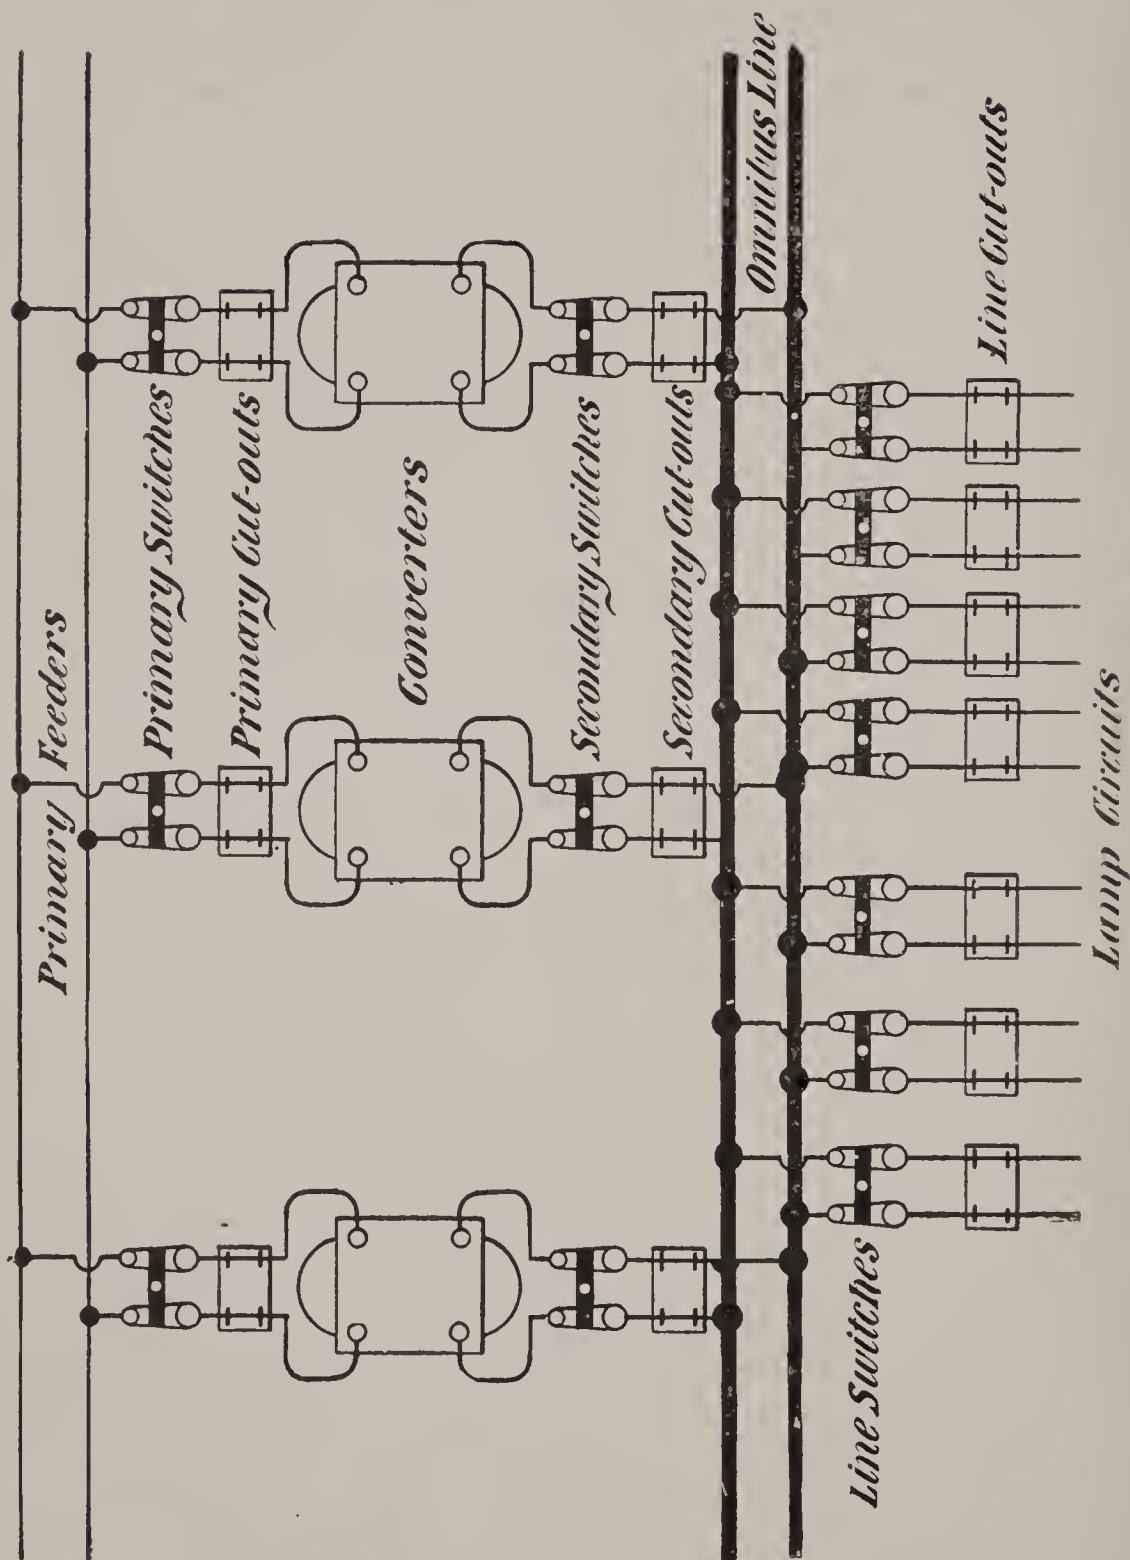 Primary Feeders
Primary Switches
Primary Cut-outs
Converters
Secondary Switches
Secondary Cut-outs
Omnibus Line
Line Switches
Line Cut-outs
Lamp Circuits